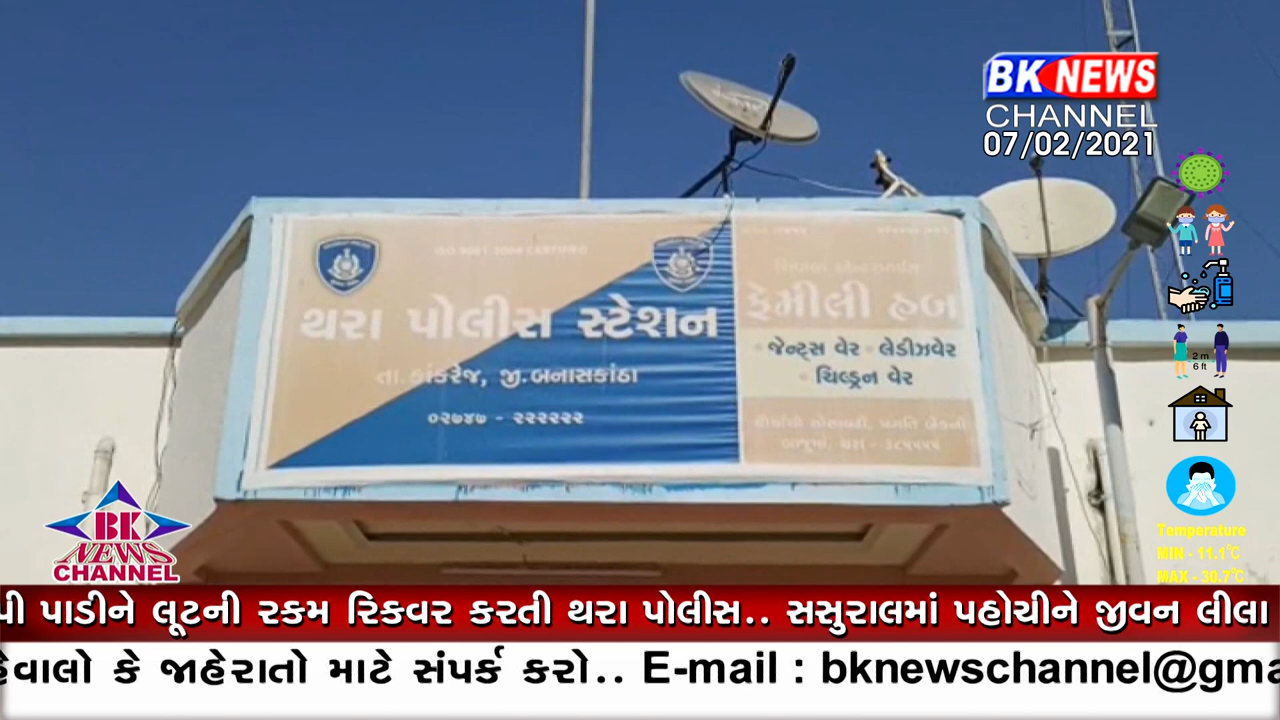 BK NEWS
CHANNEL
07/02/2021
થરા પોલીસ સ્ટેશન
તા.કાંકરેજ, જી.બનાસકાંઠા
૦૨૭૪૭ - ૨૨૨૨૨૨
ફેમીલી હબ
જેન્ટ્સ વેર • લેડીઝવેર
• ચિલ્ડ્રન વેર
2 m
6 ft
Temperature
MIN - 11.1℃
MAX - 30.7℃
BK
NEWS
CHANNEL
પી પાડીને લૂટની રકમ રિકવર કરતી થરા પોલીસ.. સસુરાલમાં પહોચીને જીવન લીલા
હેવાલો કે જાહેરાતો માટે સંપર્ક કરો.. E-mail : bknewschannel@gma